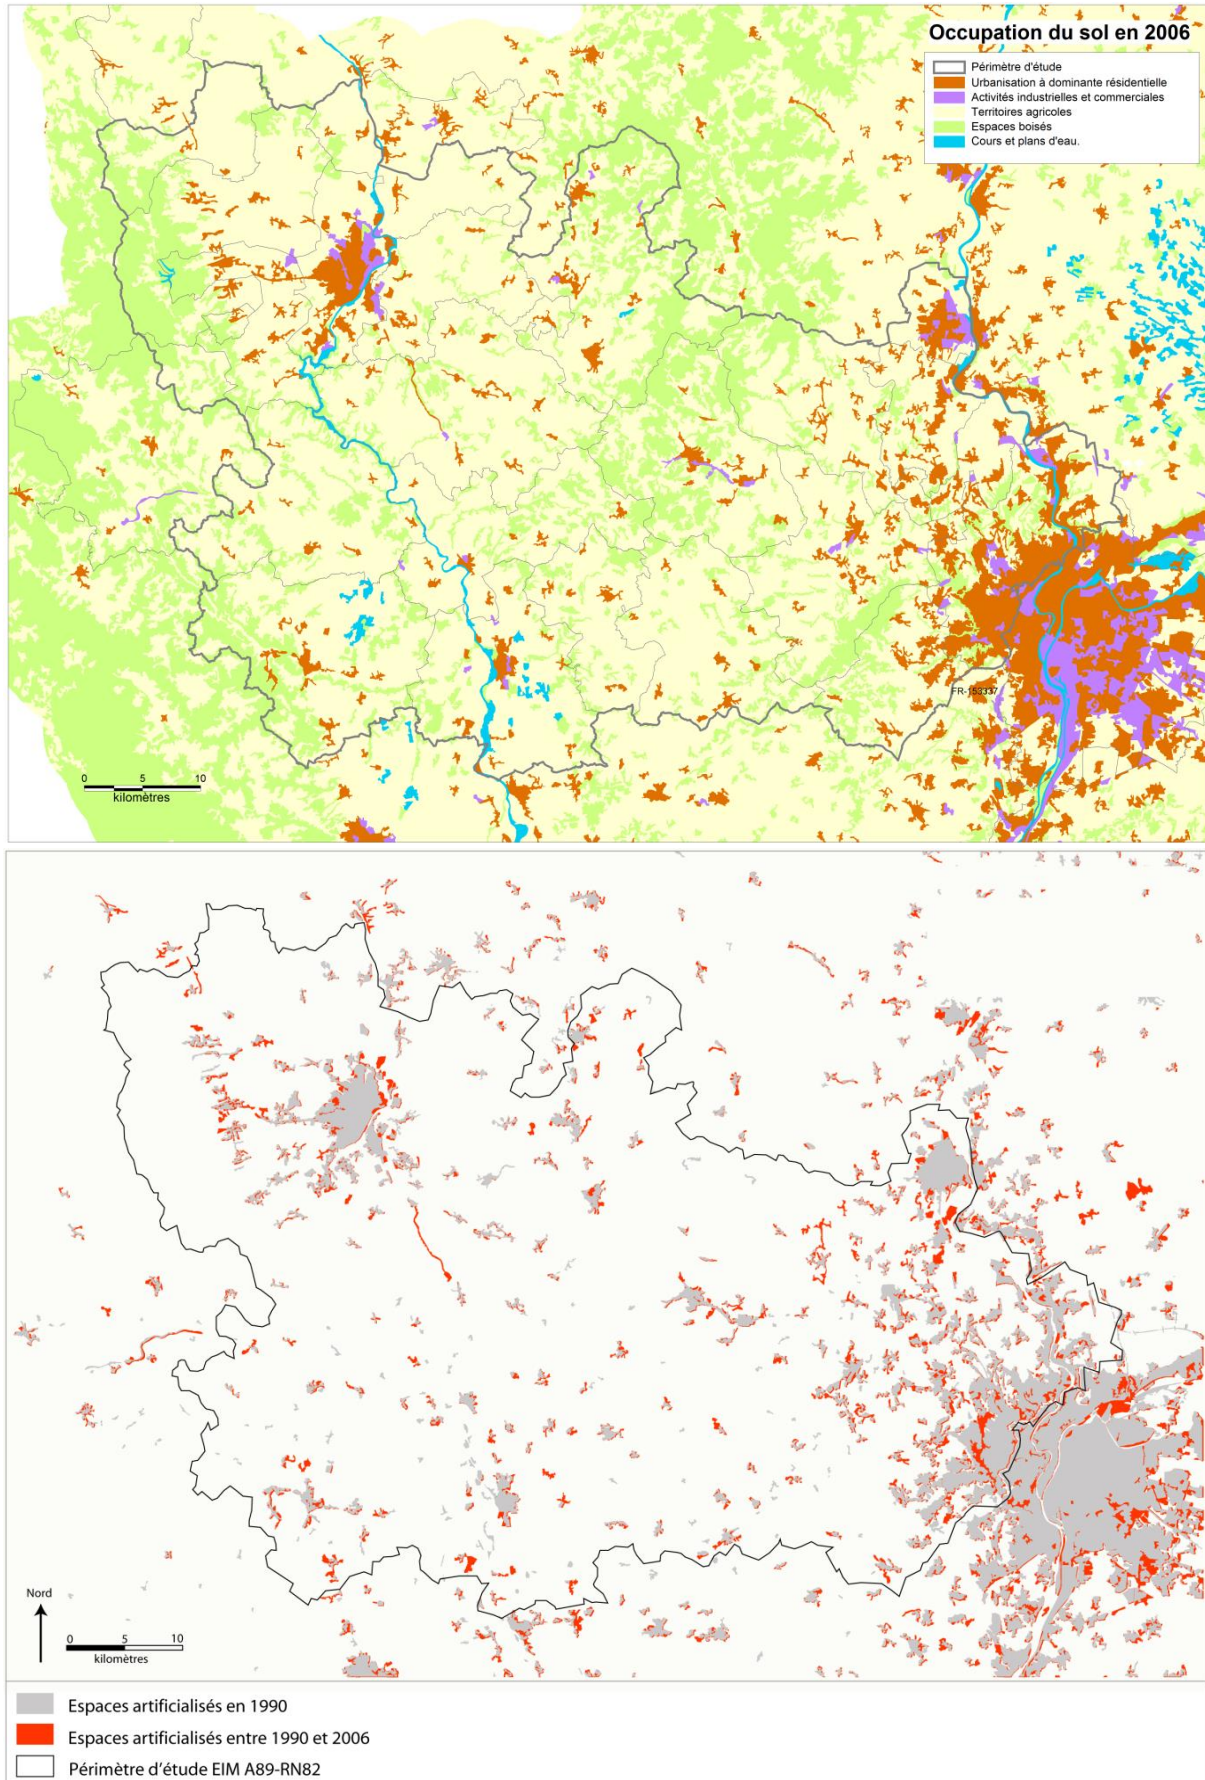 Occupation du sol en 2006
Périmètre d'étude
Urbanisation à dominante résidentielle
Activités industrielles et commerciales
Territoires agricoles
Espaces boisés
Cours et plans d'eau.
FR-153337
0 5 10
kilomètres
Nord
0 5 10
kilomètres
Espaces artificialisés en 1990
Espaces artificialisés entre 1990 et 2006
Périmètre d'étude EIM A89-RN82